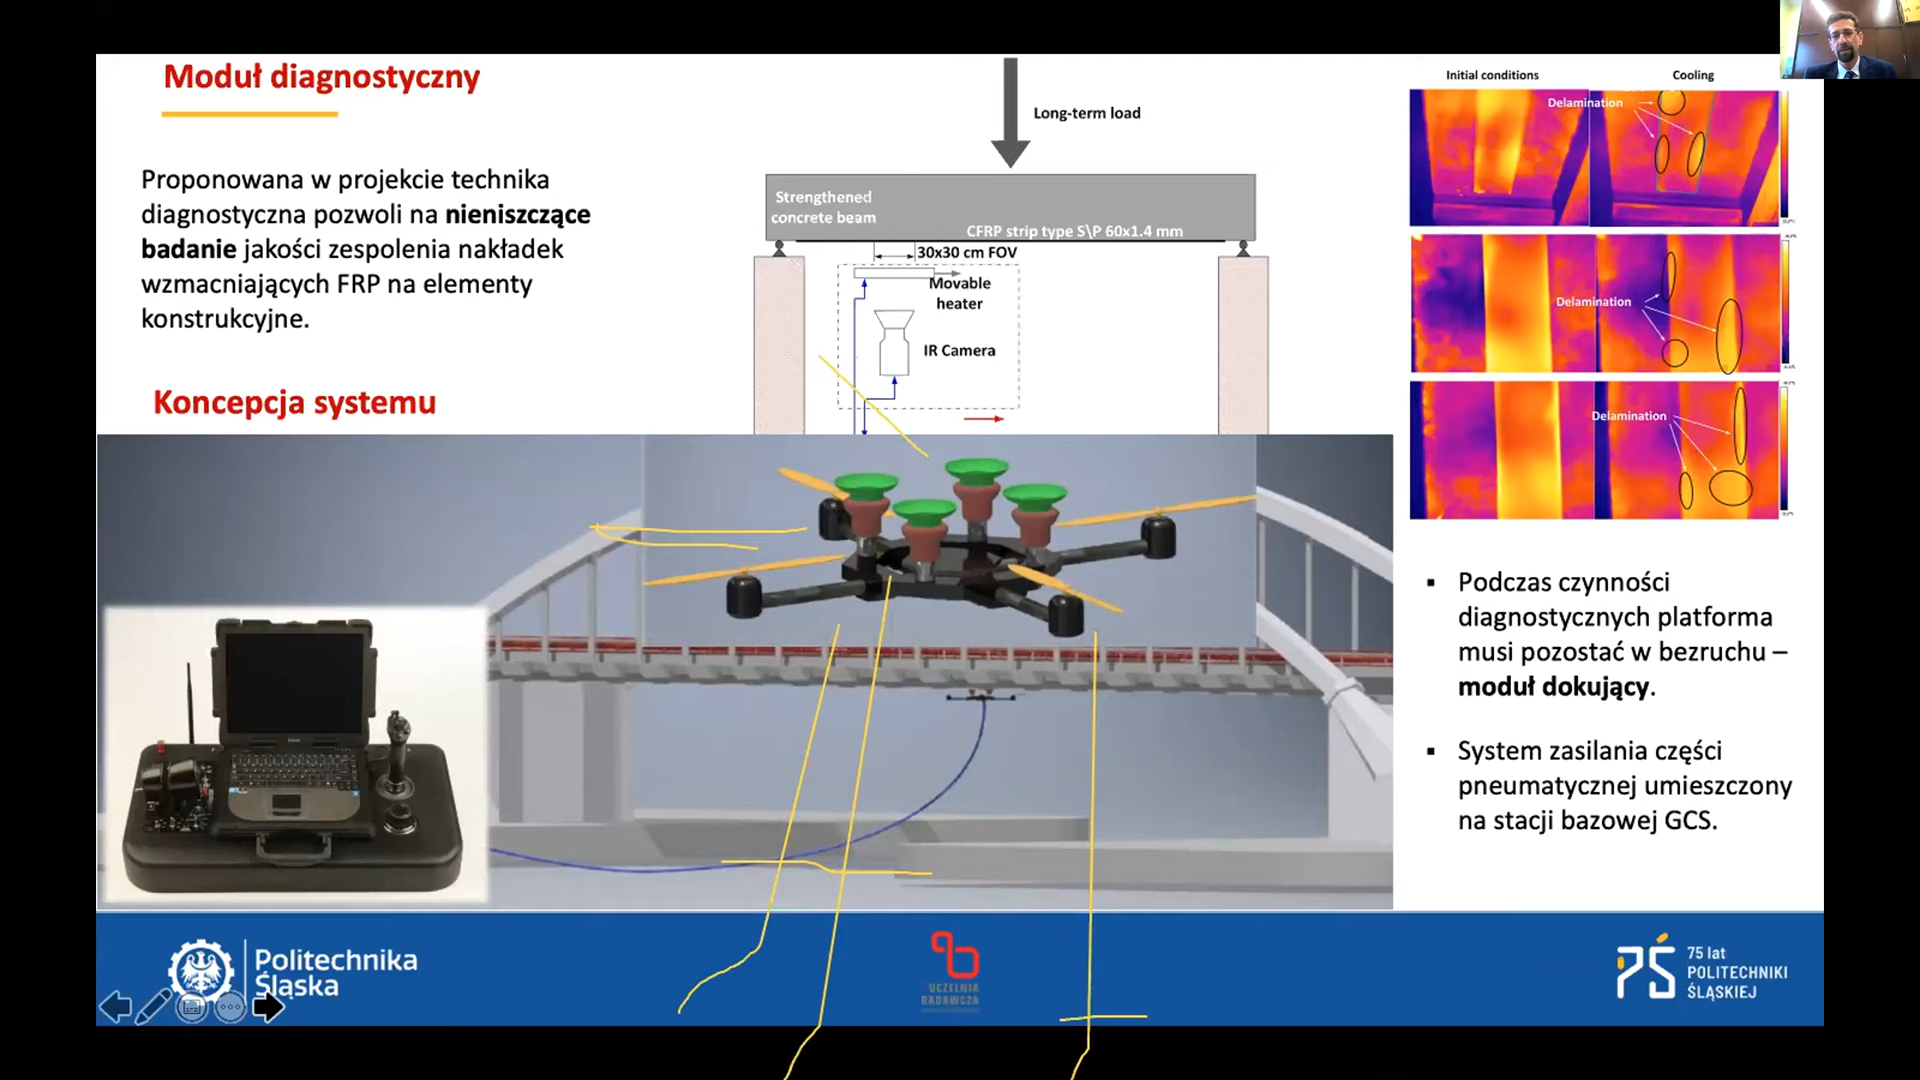 Moduł diagnostyczny
Proponowana w projekcie technika
diagnostyczna pozwoli na nieniszczące
badanie jakości zespolenia nakładek
wzmacniających FRP na elementy
konstrukcyjne.
Koncepcja systemu
Long-term load
Strengthened
concrete beam
CFRP strip type S\P 60x1.4 mm
30x30 cm FOV
Movable
heater
IR Camera
Initial conditions
Cooling
Delamination
Delamination
Delamination
▪ Podczas czynności
diagnostycznych platforma
musi pozostać w bezruchu –
moduł dokujący.
▪ System zasilania części
pneumatycznej umieszczony
na stacji bazowej GCS.
Politechnika
Śląska
UCZELNIA
BADAWCZA
75 lat
POLITECHNIKI
ŚLĄSKIEJ